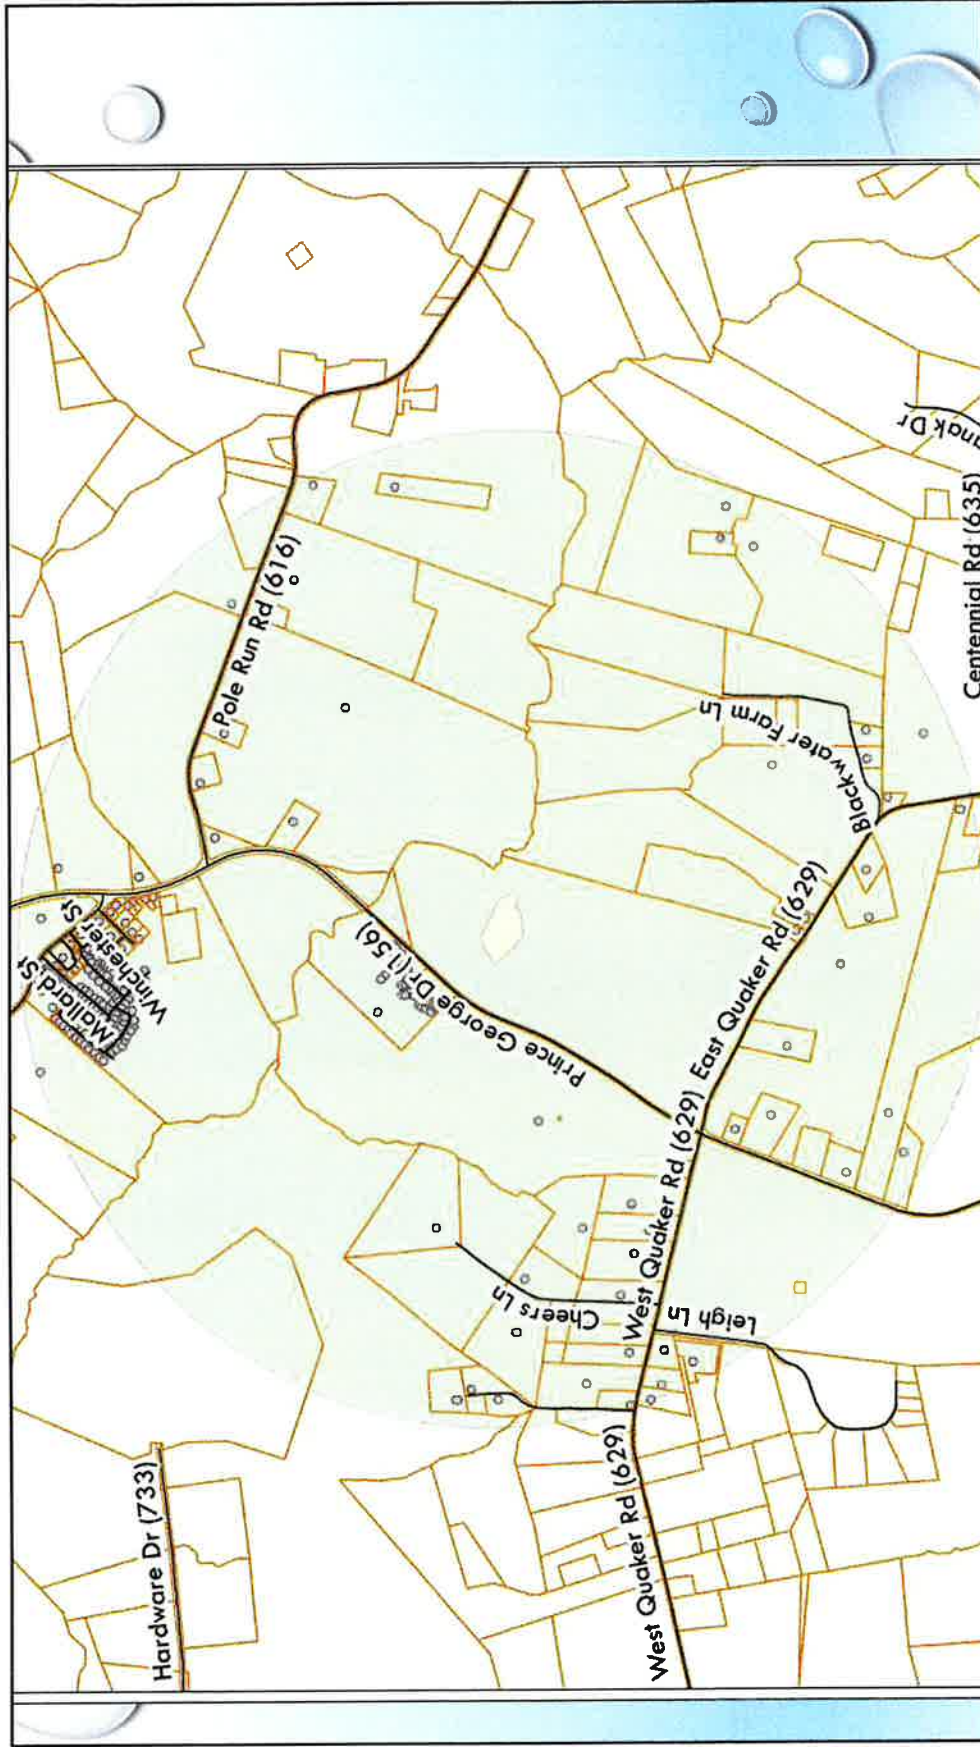 Hardware Dr (733)
West Quaker Rd (629)
Cheers Ln
West Quaker Rd (629)
Leigh Ln
Mallard St
Winchester St
Prince George Dr (156)
East Quaker Rd (629)
Pole Run Rd (616)
Blackwater Farm Ln
Centennial Rd (635)